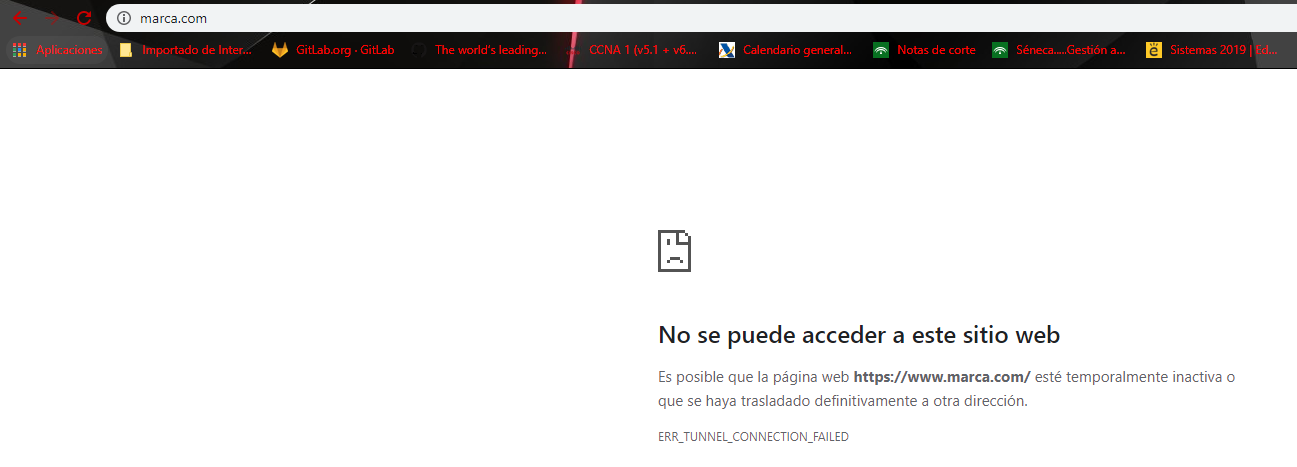 marca.com
Aplicaciones Importado de Inter... GitLab.org · GitLab The world's leading... CCNA 1 (v5.1 + v6.... Calendario general... Notas de corte Séneca.....Gestión a... Sistemas 2019 | Ed...
No se puede acceder a este sitio web
Es posible que la página web https://www.marca.com/ esté temporalmente inactiva o
que se haya trasladado definitivamente a otra dirección.
ERR_TUNNEL_CONNECTION_FAILED